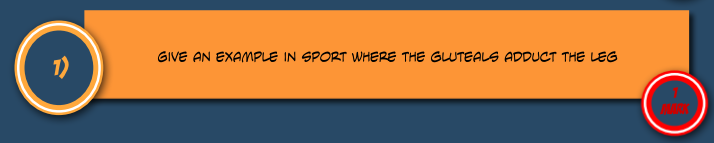 1)
GIVE AN EXAMPLE IN SPORT WHERE THE GLUTEALS ADDUCT THE LEG
1
MARK